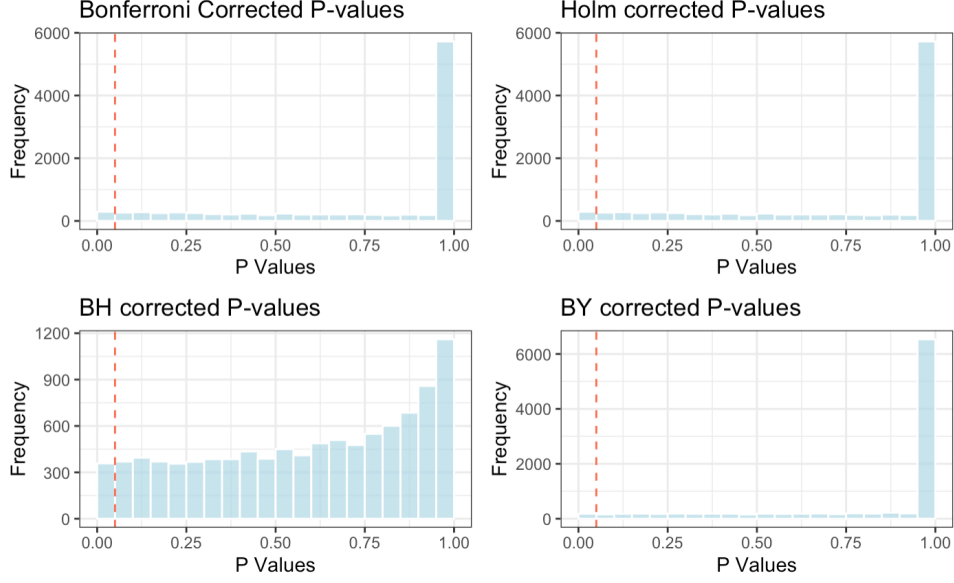 Bonferroni Corrected P-values
6000
4000
2000
0
Frequency
0.00 0.25 0.50 0.75 1.00
P Values
Holm corrected P-values
6000
4000
2000
0
Frequency
0.00 0.25 0.50 0.75 1.00
P Values
BH corrected P-values
1200
900
600
300
0
Frequency
0.00 0.25 0.50 0.75 1.00
P Values
BY corrected P-values
6000
4000
2000
0
Frequency
0.00 0.25 0.50 0.75 1.00
P Values